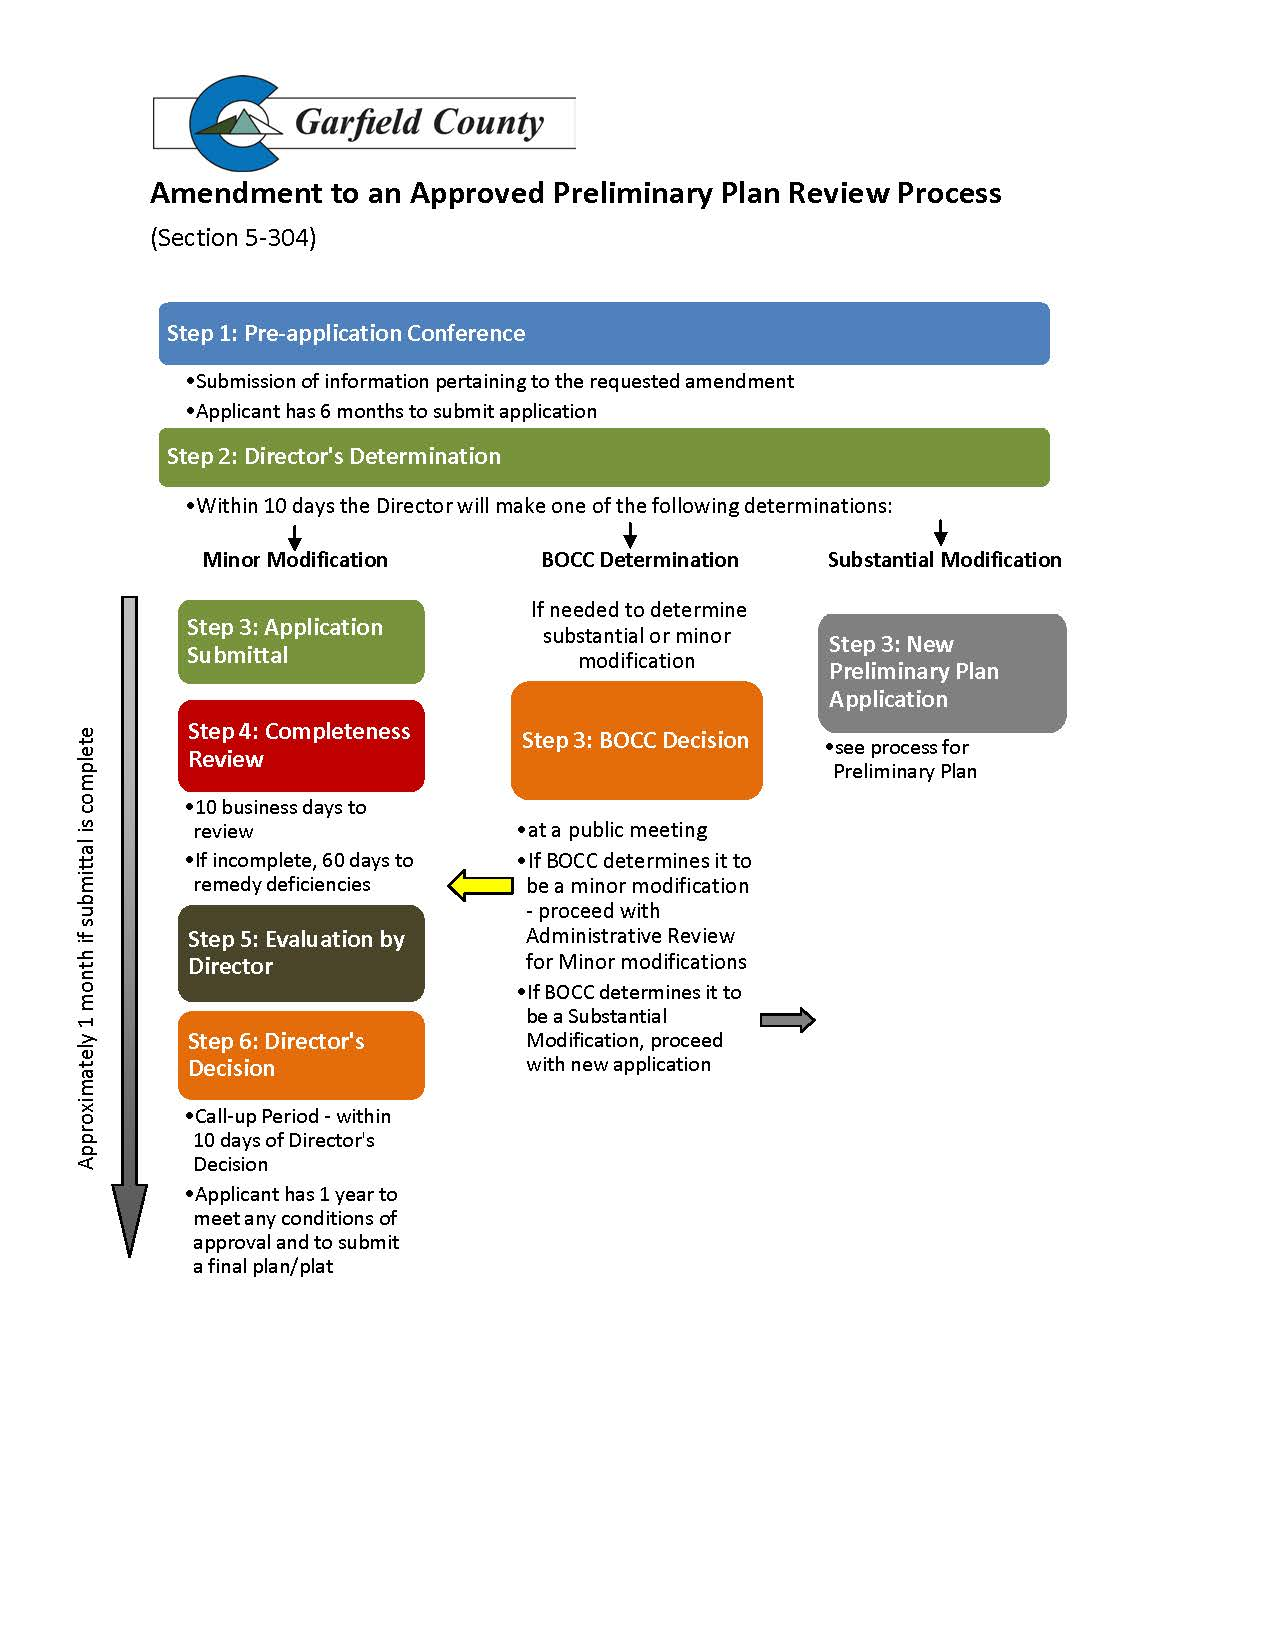 Garfield County
Amendment to an Approved Preliminary Plan Review Process
(Section 5-304)
Step 1: Pre-application Conference
•Submission of information pertaining to the requested amendment
•Applicant has 6 months to submit application
Step 2: Director's Determination
•Within 10 days the Director will make one of the following determinations:
Minor Modification
Step 3: Application
Submittal
Step 4: Completeness
Review
•10 business days to
review
•If incomplete, 60 days to
remedy deficiencies
Step 5: Evaluation by
Director
Step 6: Director's
Decision
•Call-up Period - within
10 days of Director's
Decision
•Applicant has 1 year to
meet any conditions of
approval and to submit
a final plan/plat
BOCC Determination
If needed to determine
substantial or minor
modification
Step 3: BOCC Decision
•at a public meeting
•If BOCC determines it to
be a minor modification
- proceed with
Administrative Review
for Minor modifications
•If BOCC determines it to
be a Substantial
Modification, proceed
with new application
Substantial Modification
Step 3: New
Preliminary Plan
Application
•see process for
Preliminary Plan
Approximately 1 month if submittal is complete